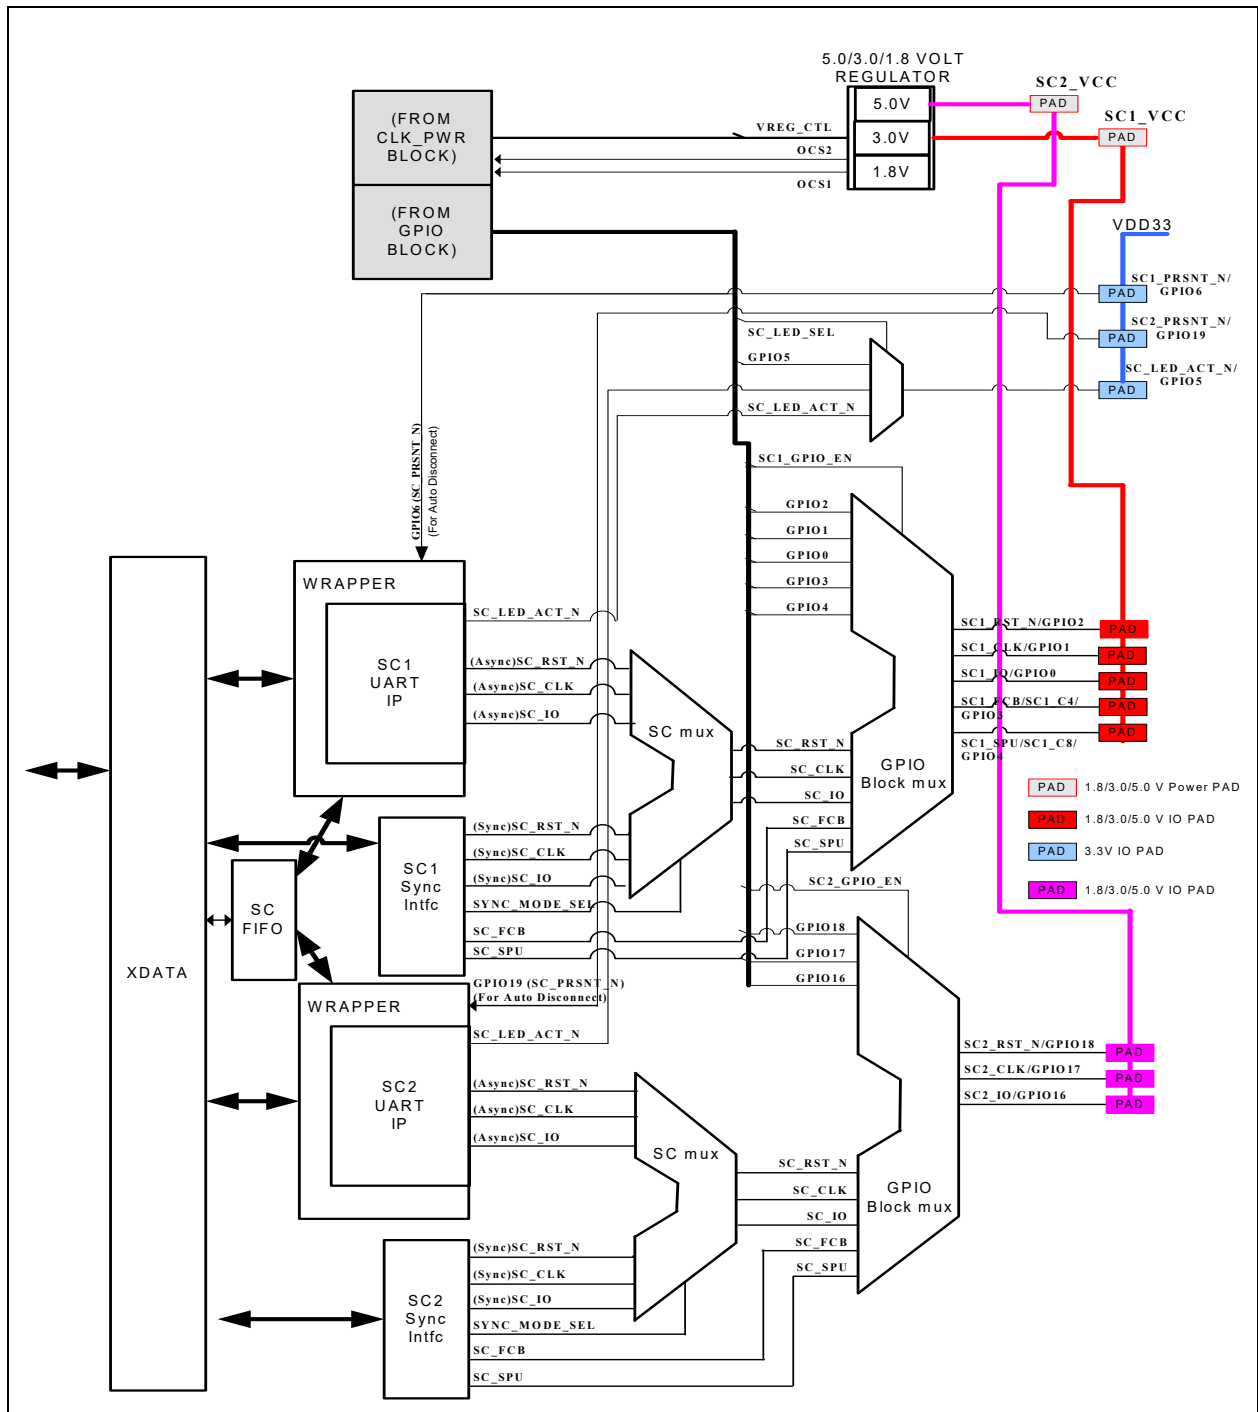 5.0/3.0/1.8 VOLT
REGULATOR
SC2_VCC
PAD
SC1_VCC
PAD
5.0V
3.0V
1.8V
(FROM
CLK_PWR
BLOCK)
VREG_CTL
OCS2
OCS1
(FROM
GPIO
BLOCK)
VDD33
SC1_PRSNT_N/
GPIO6
PAD
SC2_PRSNT_N/
GPIO19
PAD
SC_LED_ACT_N/
GPIO5
PAD
SC_LED_SEL
GPIO5
SC_LED_ACT_N
GPIO6 (SC_PRSNT_N)
(For Auto Disconnect)
SC1_GPIO_EN
GPIO2
GPIO1
GPIO0
GPIO3
GPIO4
WRAPPER
SC1
UART
IP
SC_LED_ACT_N
(Async)SC_RST_N
(Async)SC_CLK
(Async)SC_IO
SC mux
SC_RST_N
SC_CLK
SC_IO
SC_FCB
SC_SPU
GPIO
Block mux
SC1_RST_N/GPIO2
PAD
SC1_CLK/GPIO1
PAD
SC1_IO/GPIO0
PAD
SC1_FCB/SC1_C4/
GPIO3
PAD
SC1_SPU/SC1_C8/
GPIO4
PAD
PAD 1.8/3.0/5.0 V Power PAD
PAD 1.8/3.0/5.0 V IO PAD
PAD 3.3V IO PAD
PAD 1.8/3.0/5.0 V IO PAD
SC1
Sync
Intfc
(Sync)SC_RST_N
(Sync)SC_CLK
(Sync)SC_IO
SYNC_MODE_SEL
SC_FCB
SC_SPU
SC
FIFO
XDATA
SC2_GPIO_EN
GPIO18
GPIO17
GPIO16
GPIO19 (SC_PRSNT_N)
(For Auto Disconnect)
WRAPPER
SC2
UART
IP
SC_LED_ACT_N
(Async)SC_RST_N
(Async)SC_CLK
(Async)SC_IO
SC mux
SC_RST_N
SC_CLK
SC_IO
SC_FCB
SC_SPU
GPIO
Block mux
SC2_RST_N/GPIO18
PAD
SC2_CLK/GPIO17
PAD
SC2_IO/GPIO16
PAD
SC2
Sync
Intfc
(Sync)SC_RST_N
(Sync)SC_CLK
(Sync)SC_IO
SYNC_MODE_SEL
SC_FCB
SC_SPU